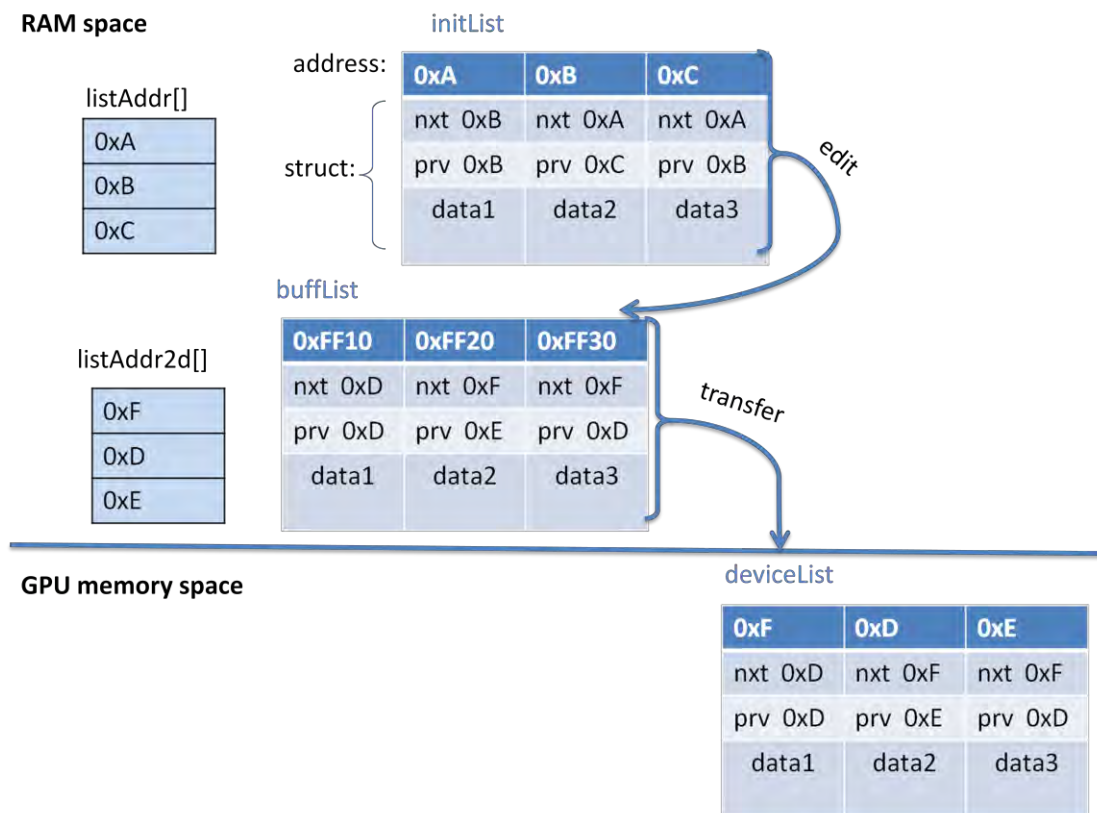 RAM space
initList
address:
0xA 0xB 0xC
listAddr[]
0xA
0xB
0xC
struct:
nxt 0xB nxt 0xA nxt 0xA
prv 0xB prv 0xC prv 0xB
data1 data2 data3
edit
buffList
0xFF10 0xFF20 0xFF30
listAddr2d[]
0xF
0xD
0xE
nxt 0xD nxt 0xF nxt 0xF
prv 0xD prv 0xE prv 0xD
data1 data2 data3
transfer
GPU memory space
deviceList
0xF 0xD 0xE
nxt 0xD nxt 0xF nxt 0xF
prv 0xD prv 0xE prv 0xD
data1 data2 data3